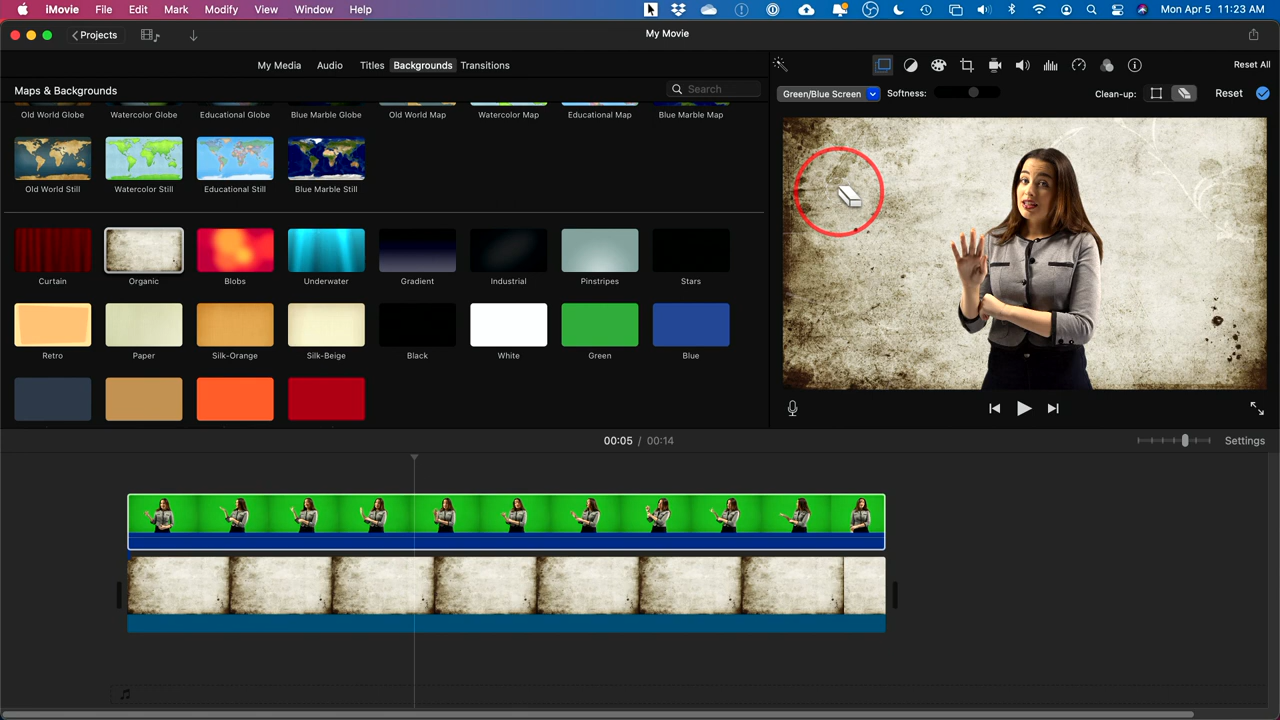 iMovie File Edit Mark Modify View Window Help Mon Apr 5 11:23 AM
Projects My Movie
My Media Audio Titles Backgrounds Transitions Reset All
Maps & Backgrounds Search Green/Blue Screen Softness: Clean-up: Reset
Old World Globe Watercolor Globe Educational Globe Blue Marble Globe Old World Map Watercolor Map Educational Map Blue Marble Map
Old World Still Watercolor Still Educational Still Blue Marble Still
Curtain Organic Blobs Underwater Gradient Industrial Pinstripes Stars
Retro Paper Silk-Orange Silk-Beige Black White Green Blue
00:05 / 00:14 Settings